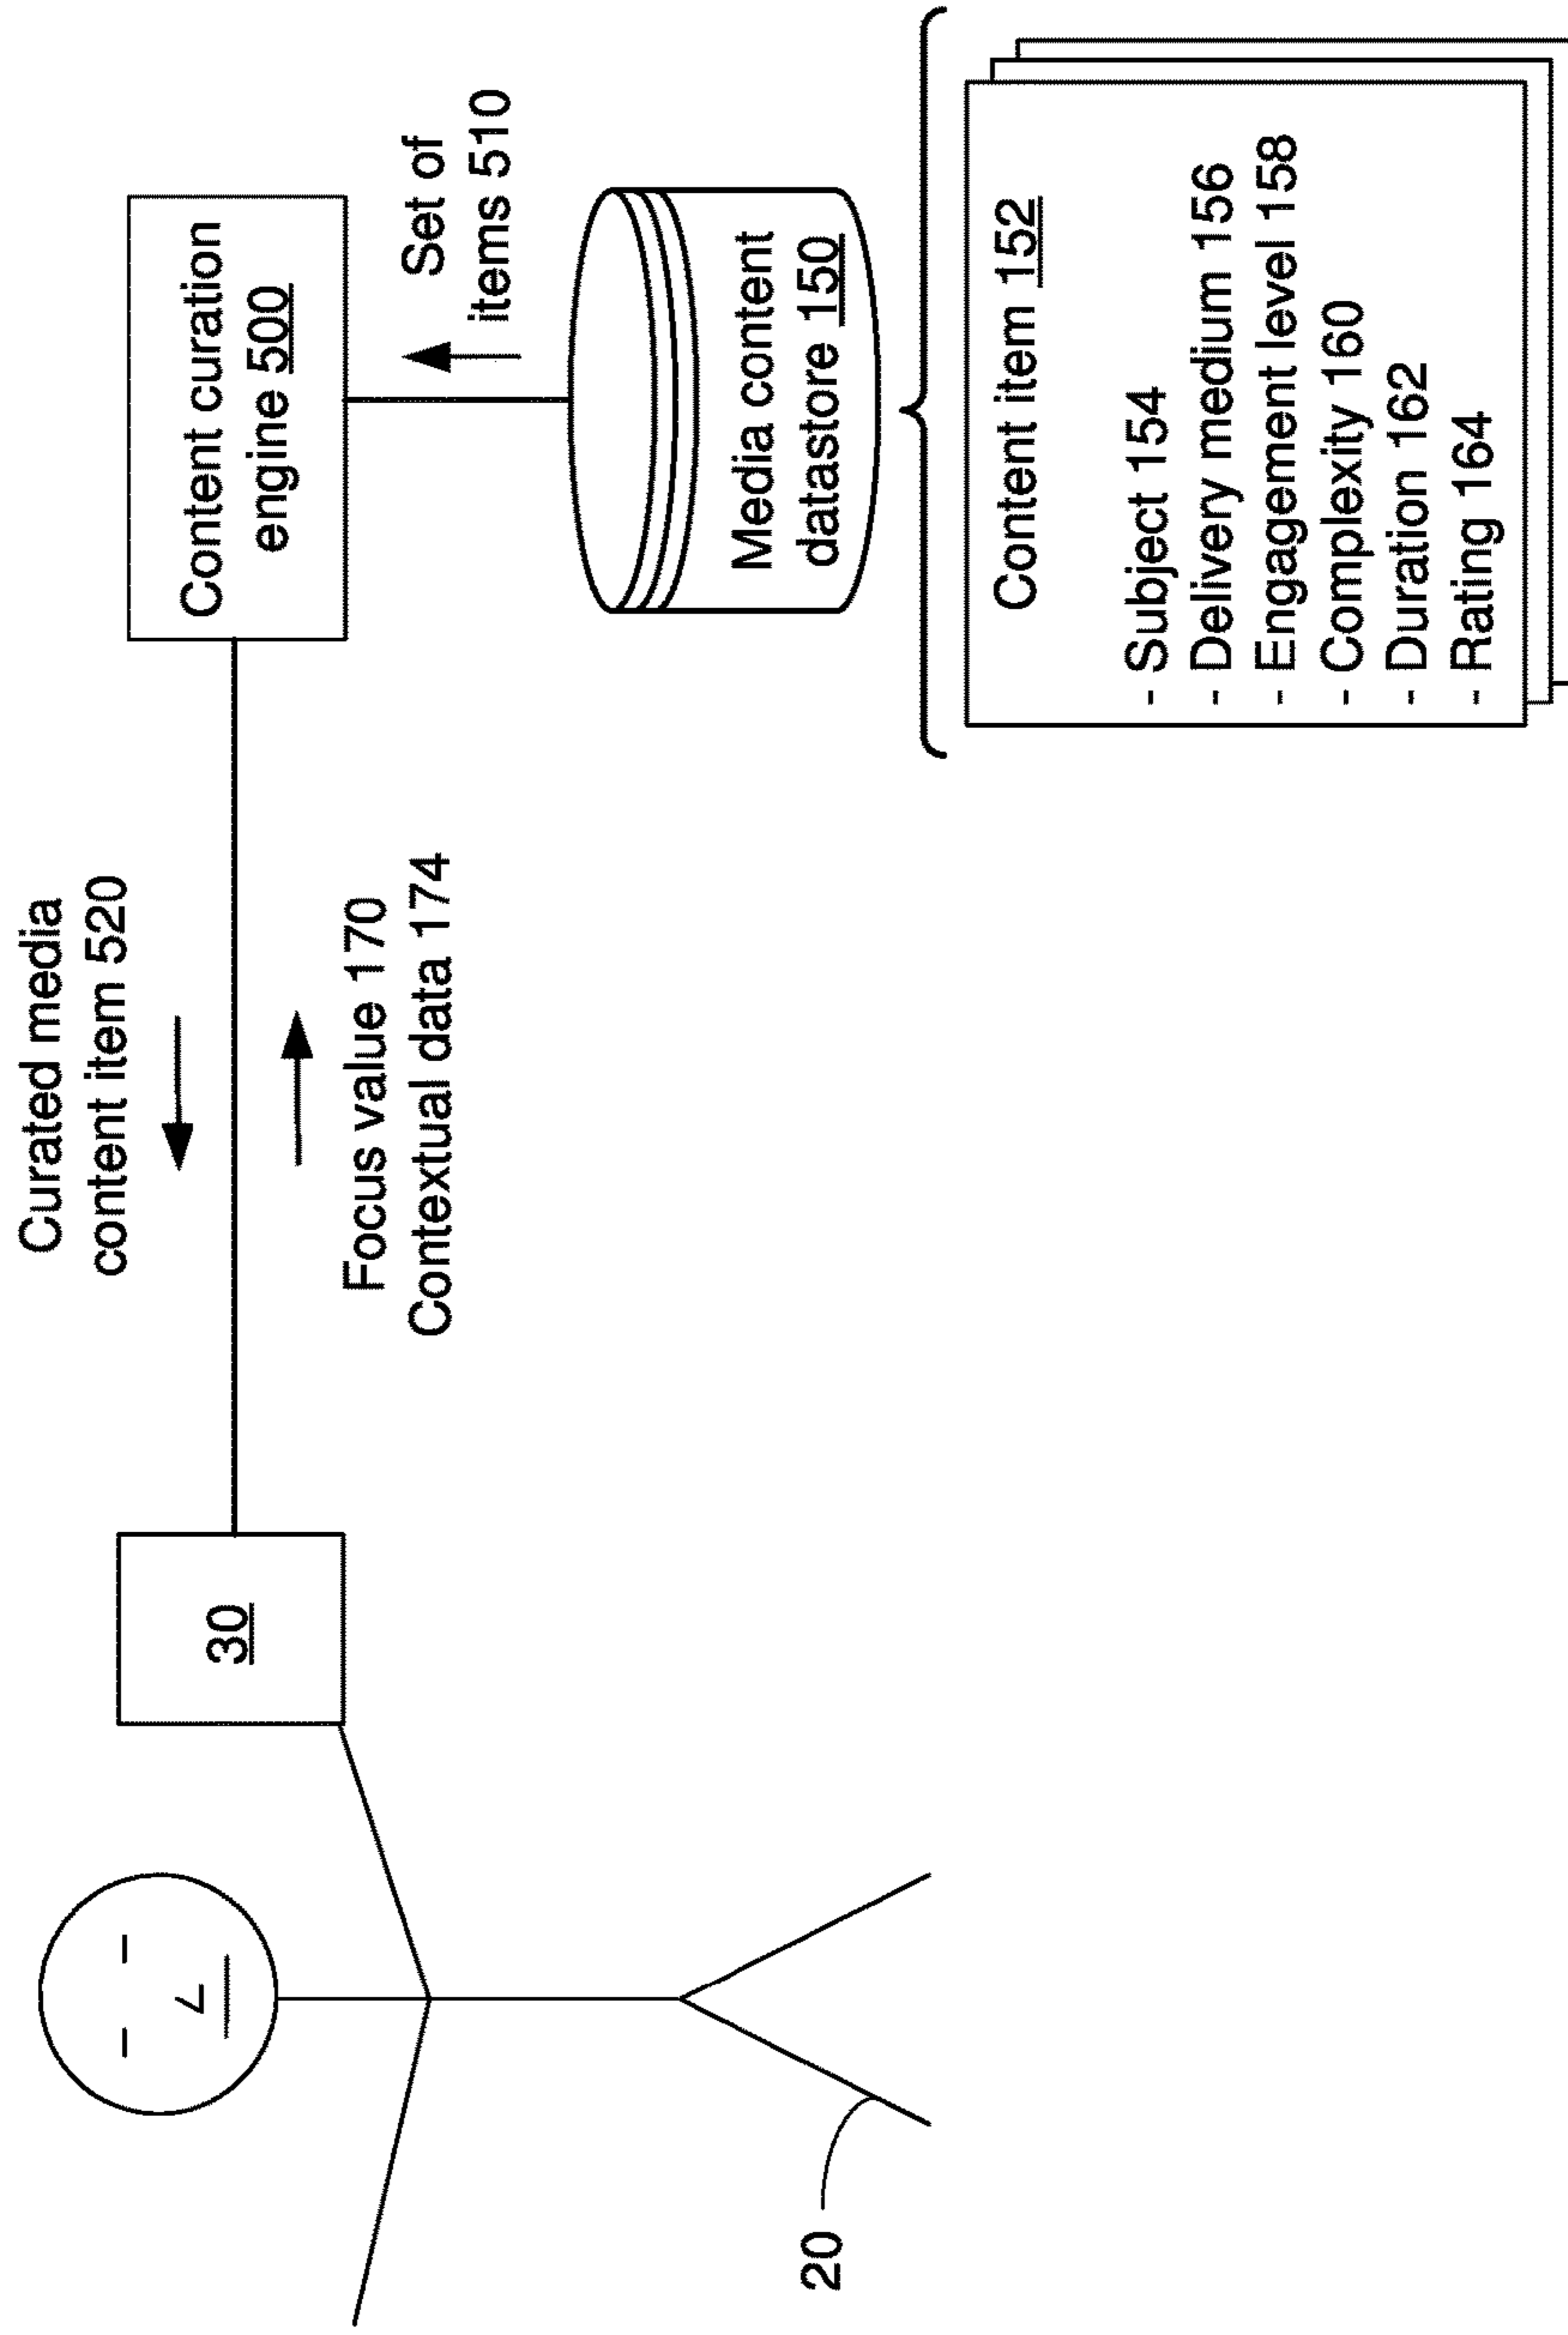 Curated media
content item 520
Focus value 170
Contextual data 174
30
20
Content curation
engine 500
Set of
items 510
Media content
datastore 150
Content item 152
- Subject 154
- Delivery medium 156
- Engagement level 158
- Complexity 160
- Duration 162
- Rating 164